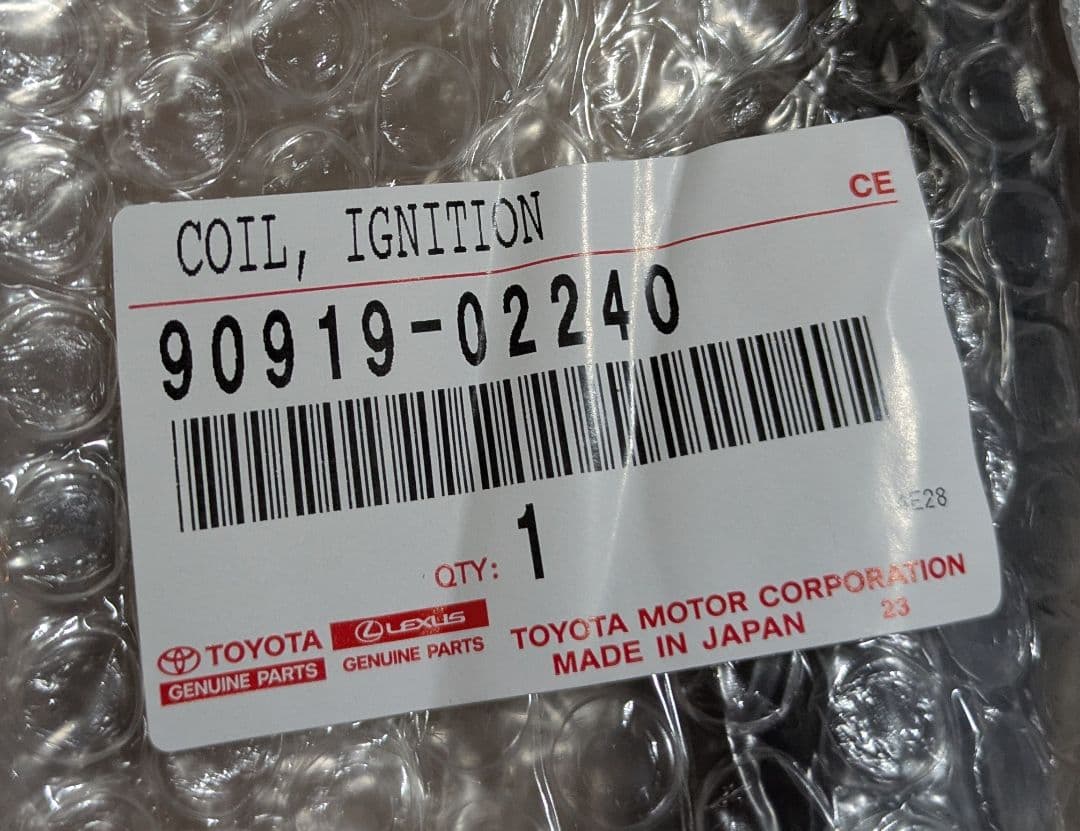 COIL, IGNITION
CE
90919-02240
E28
QTY: 1
TOYOTA
GENUINE PARTS
LEXUS
GENUINE PARTS
TOYOTA MOTOR CORPORATION
MADE IN JAPAN 23